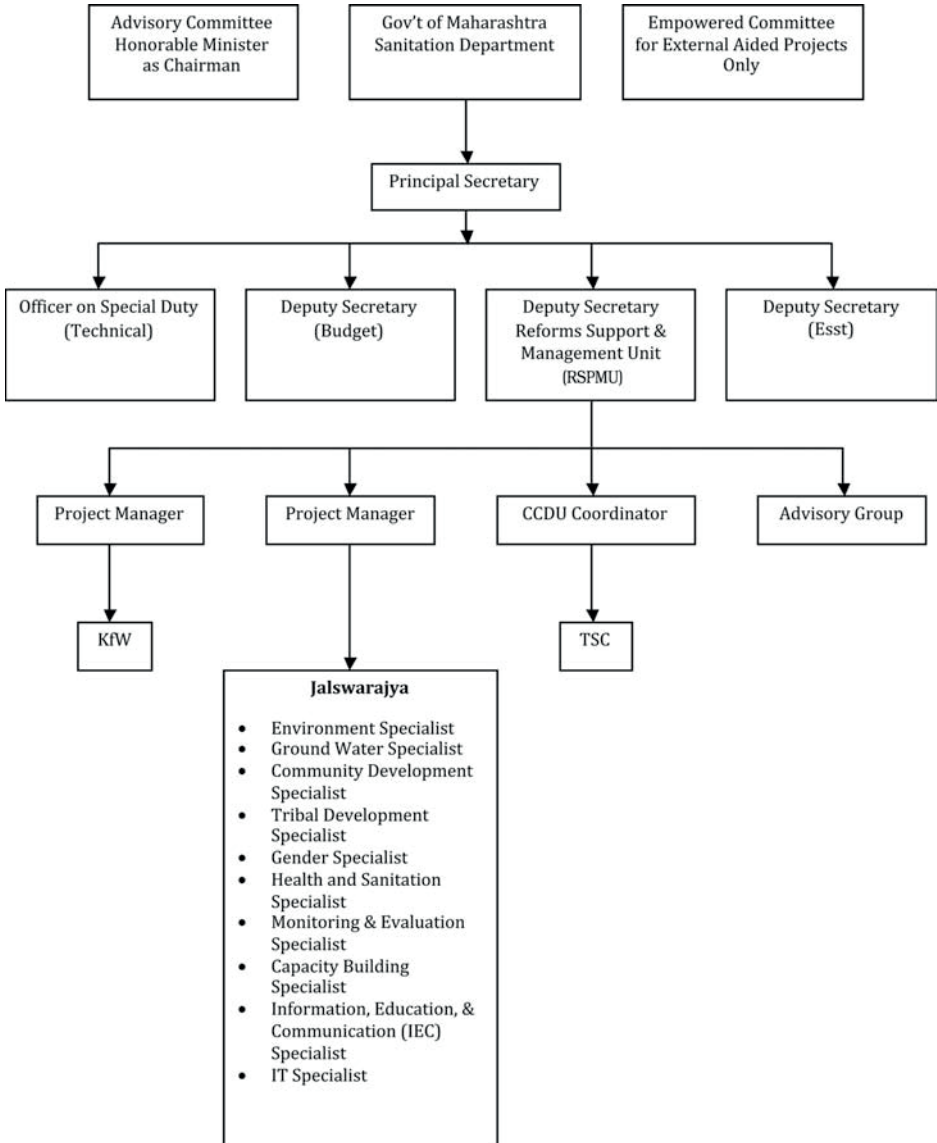 Advisory Committee
Honorable Minister
as Chairman
Gov't of Maharashtra
Sanitation Department
Empowered Committee
for External Aided Projects
Only
Principal Secretary
Officer on Special Duty
(Technical)
Deputy Secretary
(Budget)
Deputy Secretary
Reforms Support &
Management Unit
(RSPMU)
Deputy Secretary
(Esst)
Project Manager
Project Manager
CCDU Coordinator
Advisory Group
KfW
TSC
Jalswarajya
• Environment Specialist
• Ground Water Specialist
• Community Development
Specialist
• Tribal Development
Specialist
• Gender Specialist
• Health and Sanitation
Specialist
• Monitoring & Evaluation
Specialist
• Capacity Building
Specialist
• Information, Education, &
Communication (IEC)
Specialist
• IT Specialist